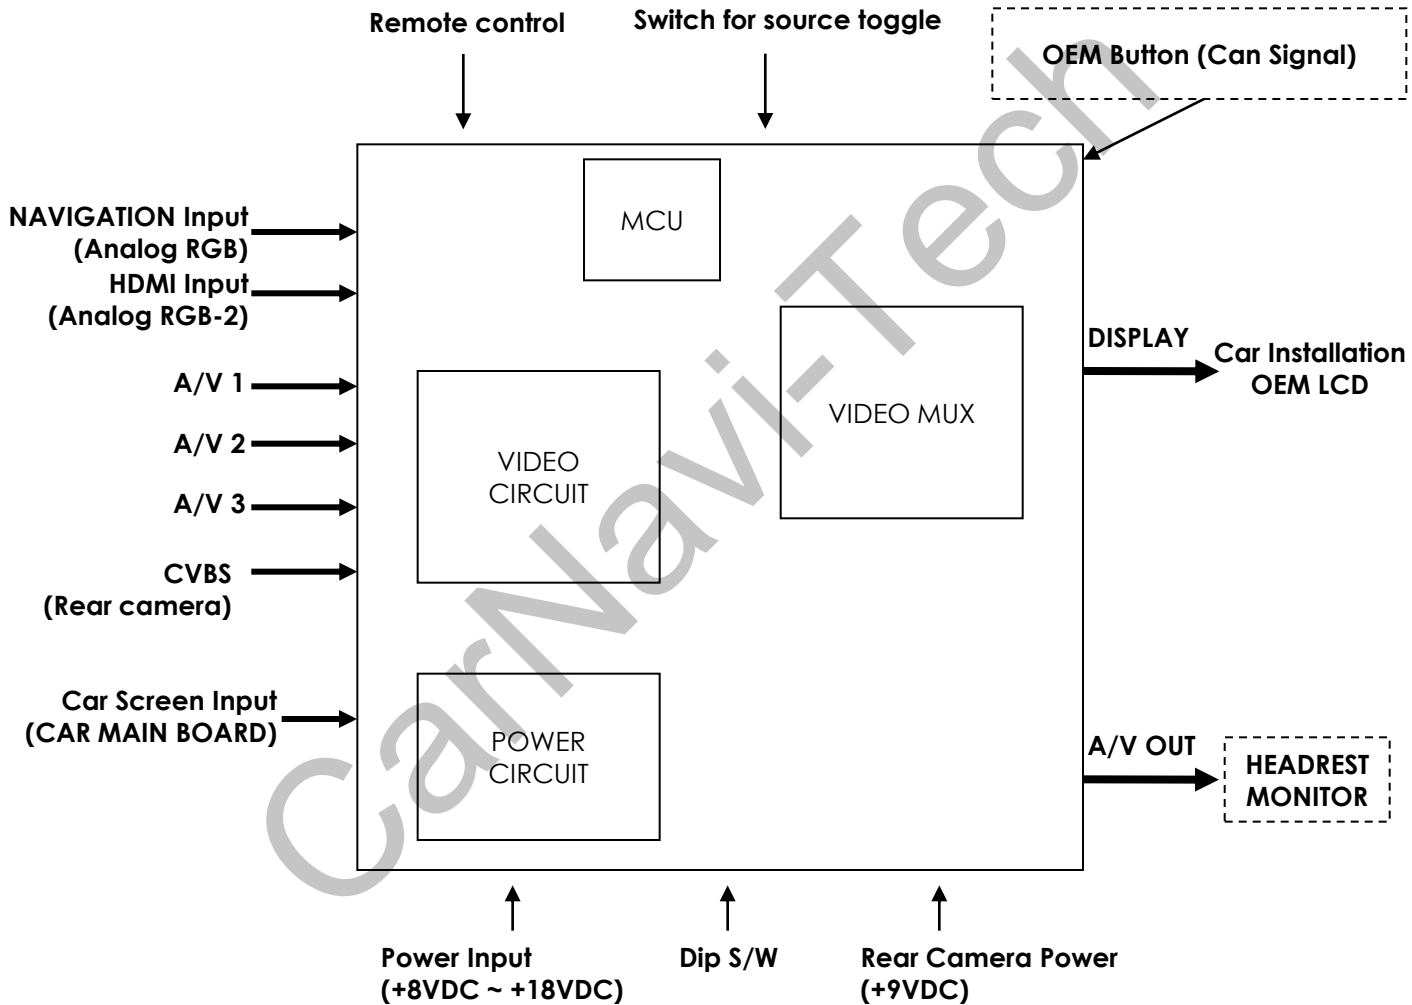 Remote control
Switch for source toggle
OEM Button (Can Signal)
MCU
NAVIGATION Input
(Analog RGB)
HDMI Input
(Analog RGB-2)
A/V 1
A/V 2
A/V 3
CVBS
(Rear camera)
Car Screen Input
(CAR MAIN BOARD)
VIDEO
CIRCUIT
VIDEO MUX
POWER
CIRCUIT
DISPLAY
Car Installation
OEM LCD
A/V OUT
HEADREST
MONITOR
Power Input
(+8VDC ~ +18VDC)
Dip S/W
Rear Camera Power
(+9VDC)
CarNavi-Tech